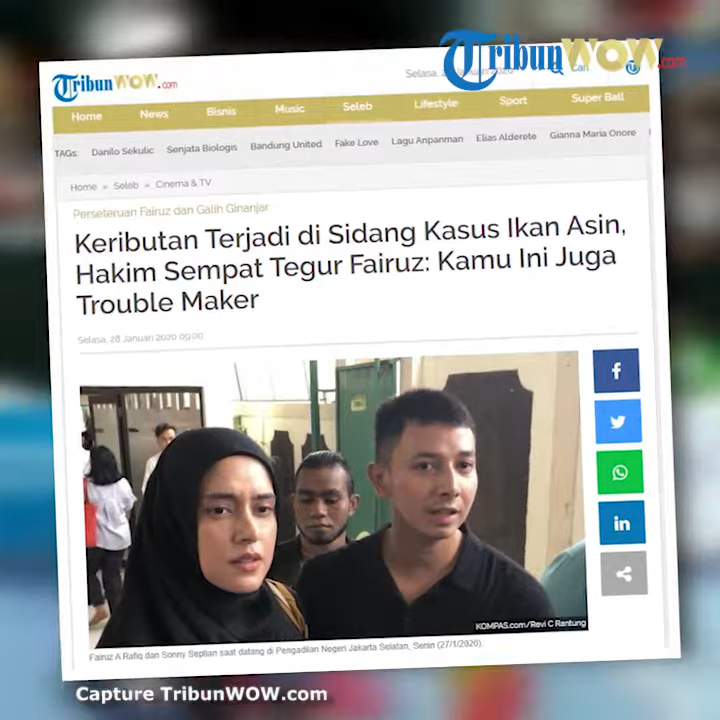 TribunWOW.com
TribunWOW.com
Selasa, 2
Cari
Home News Bisnis Music Seleb Lifestyle Sport Super Ball
TAGs: Danilo Sekulic Senjata Biologis Bandung United Fake Love Lagu Anpanman Elias Alderete Gianna Maria Onore
Home » Seleb » Cinema & TV
Perseteruan Fairuz dan Galih Ginanjar
Keributan Terjadi di Sidang Kasus Ikan Asin,
Hakim Sempat Tegur Fairuz: Kamu Ini Juga
Trouble Maker
Selasa, 28 Januari 2020 09:00
KOMPAS.com/Revi C Rantung
Fairuz A Rafiq dan Sonny Septian saat datang di Pengadilan Negeri Jakarta Selatan, Senin (27/1/2020).
Capture TribunWOW.com